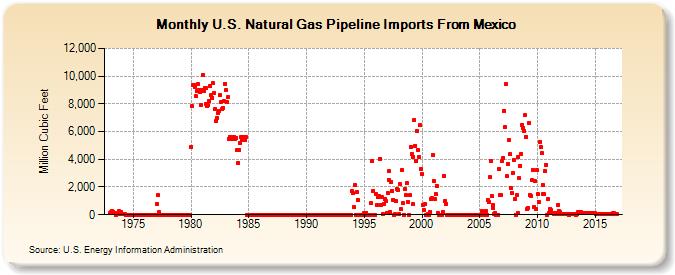 Monthly U.S. Natural Gas Pipeline Imports From Mexico
Million Cubic Feet
12,000
10,000
8,000
6,000
4,000
2,000
0
1975 1980 1985 1990 1995 2000 2005 2010 2015
Source: U.S. Energy Information Administration